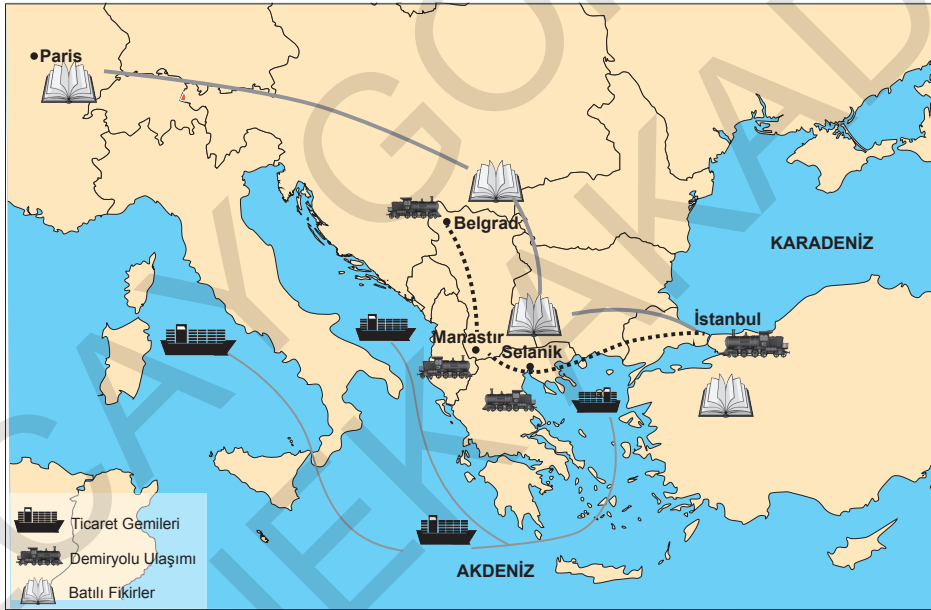 Paris
Belgrad
KARADENİZ
İstanbul
Manastır
Selanik
AKDENİZ
Ticaret Gemileri
Demiryolu Ulaşımı
Batılı Fikirler